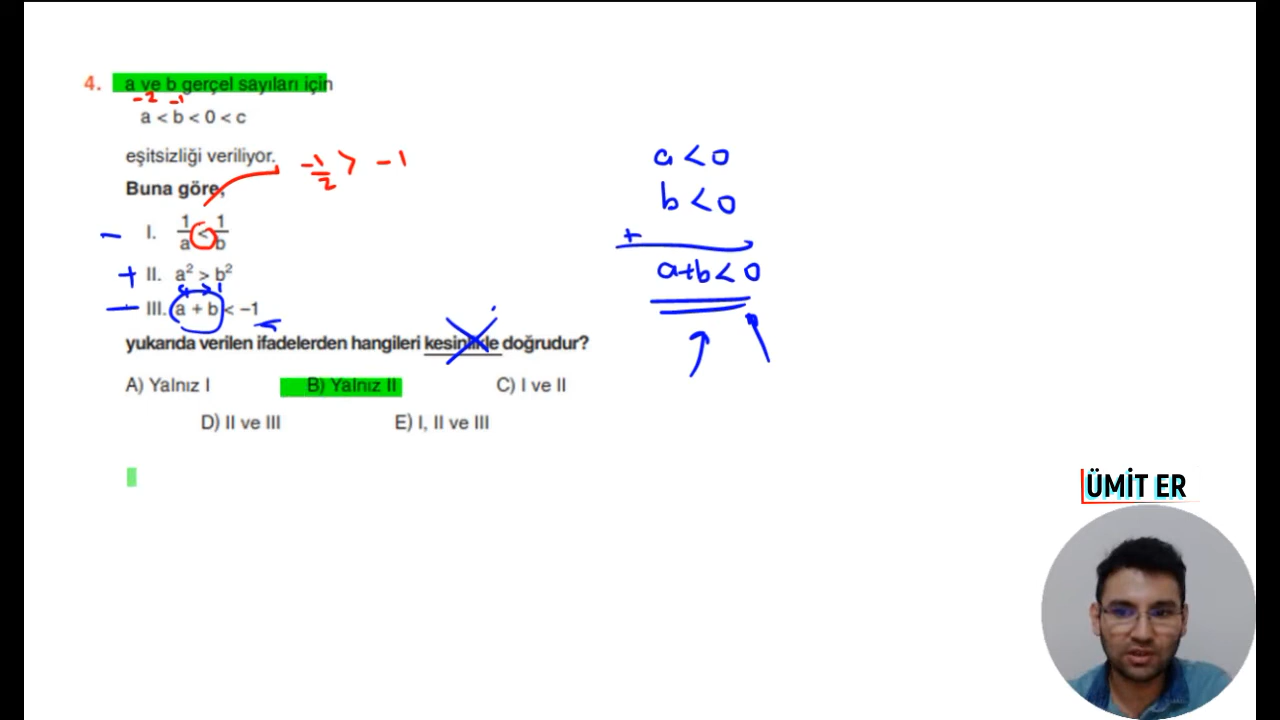 4. a ve b gerçel sayıları için
-2 -1
a < b < 0 < c
eşitsizliği veriliyor.
-1/2 > -1
Buna göre,
- I. 1/a < 1/b
+ II. a² > b²
4 > 1
- III. a + b < -1
yukarıda verilen ifadelerden hangileri kesinlikle doğrudur?
A) Yalnız I B) Yalnız II C) I ve II
D) II ve III E) I, II ve III
a < 0
b < 0
+
a+b < 0
ÜMİT ER